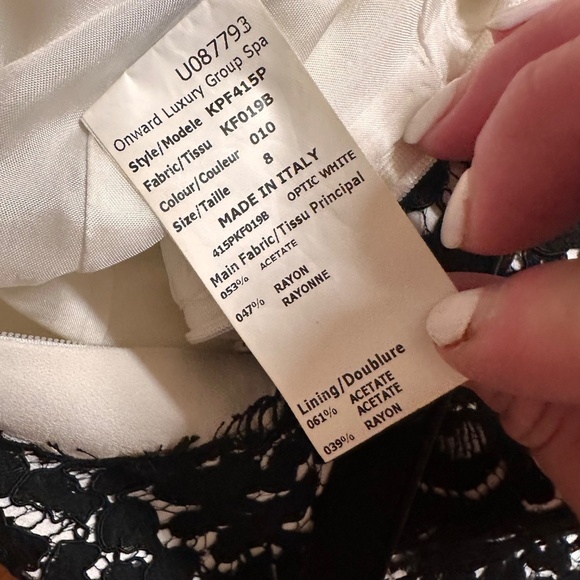 U087793
Onward Luxury Group Spa
Style/Modele KPF415P
Fabric/Tissu KF019B
Colour/Couleur 010
Size/Taille 8
MADE IN ITALY
415PKF019B OPTIC WHITE
Main Fabric/Tissu Principal
053% ACETATE
047% RAYON
RAYONNE
Lining/Doublure
061% ACETATE
ACETATE
039% RAYON